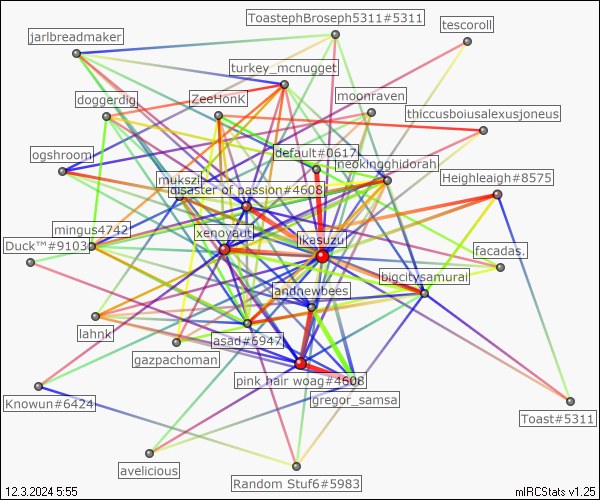 ToastephBroseph5311#5311
tescoroll
jarlbreadmaker
turkey_mcnugget
doggerdig
ZeeHonK
moonraven
thiccusboiusalexusjoneus
default#0617
ogshroom
neokingghidorah
mukszi
disaster of passion#4608
Heighleaigh#8575
mingus4742
xenoyaut
likasuzu
Duck™#9103
facadas.
bigcitysamurai
andnewbees
lahnk
asad#6947
gazpachoman
pink hair woag#4608
Knowun#6424
gregor_samsa
Toast#5311
avelicious
Random Stuf6#5983
12.3.2024 5:55
mIRCStats v1.25